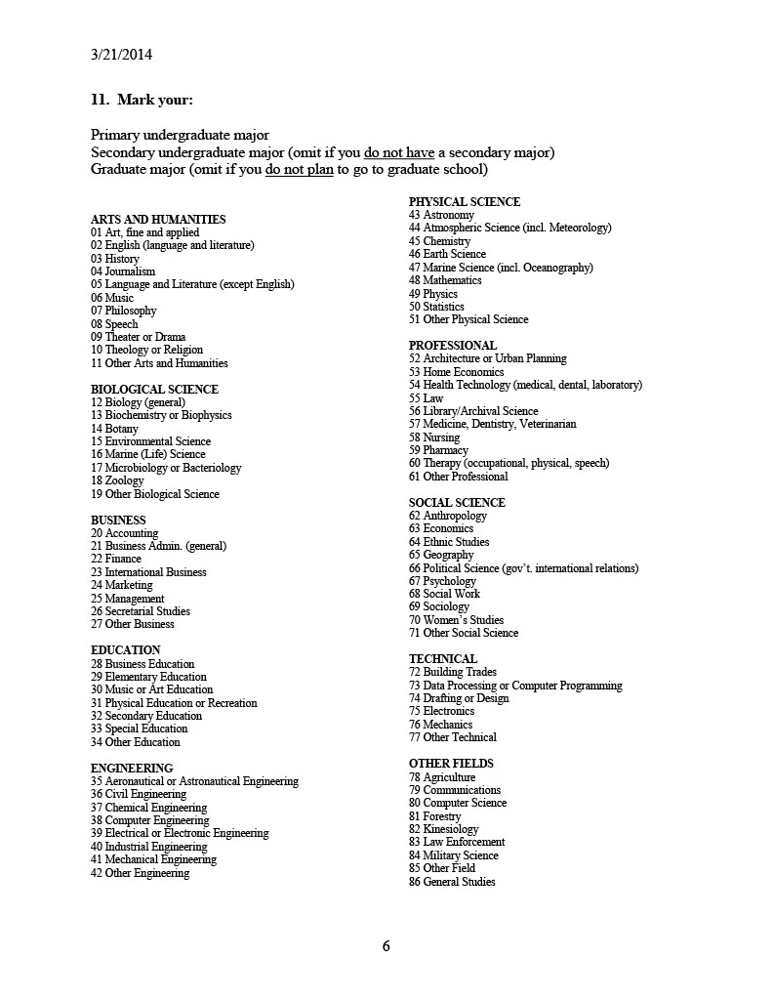 3/21/2014
11. Mark your:
Primary undergraduate major
Secondary undergraduate major (omit if you do not have a secondary major)
Graduate major (omit if you do not plan to go to graduate school)
ARTS AND HUMANITIES
01 Art, fine and applied
02 English (language and literature)
03 History
04 Journalism
05 Language and Literature (except English)
06 Music
07 Philosophy
08 Speech
09 Theater or Drama
10 Theology or Religion
11 Other Arts and Humanities
BIOLOGICAL SCIENCE
12 Biology (general)
13 Biochemistry or Biophysics
14 Botany
15 Environmental Science
16 Marine (Life) Science
17 Microbiology or Bacteriology
18 Zoology
19 Other Biological Science
BUSINESS
20 Accounting
21 Business Admin. (general)
22 Finance
23 International Business
24 Marketing
25 Management
26 Secretarial Studies
27 Other Business
EDUCATION
28 Business Education
29 Elementary Education
30 Music or Art Education
31 Physical Education or Recreation
32 Secondary Education
33 Special Education
34 Other Education
ENGINEERING
35 Aeronautical or Astronautical Engineering
36 Civil Engineering
37 Chemical Engineering
38 Computer Engineering
39 Electrical or Electronic Engineering
40 Industrial Engineering
41 Mechanical Engineering
42 Other Engineering
PHYSICAL SCIENCE
43 Astronomy
44 Atmospheric Science (incl. Meteorology)
45 Chemistry
46 Earth Science
47 Marine Science (incl. Oceanography)
48 Mathematics
49 Physics
50 Statistics
51 Other Physical Science
PROFESSIONAL
52 Architecture or Urban Planning
53 Home Economics
54 Health Technology (medical, dental, laboratory)
55 Law
56 Library/Archival Science
57 Medicine, Dentistry, Veterinarian
58 Nursing
59 Pharmacy
60 Therapy (occupational, physical, speech)
61 Other Professional
SOCIAL SCIENCE
62 Anthropology
63 Economics
64 Ethnic Studies
65 Geography
66 Political Science (gov’t. international relations)
67 Psychology
68 Social Work
69 Sociology
70 Women’s Studies
71 Other Social Science
TECHNICAL
72 Building Trades
73 Data Processing or Computer Programming
74 Drafting or Design
75 Electronics
76 Mechanics
77 Other Technical
OTHER FIELDS
78 Agriculture
79 Communications
80 Computer Science
81 Forestry
82 Kinesiology
83 Law Enforcement
84 Military Science
85 Other Field
86 General Studies
6